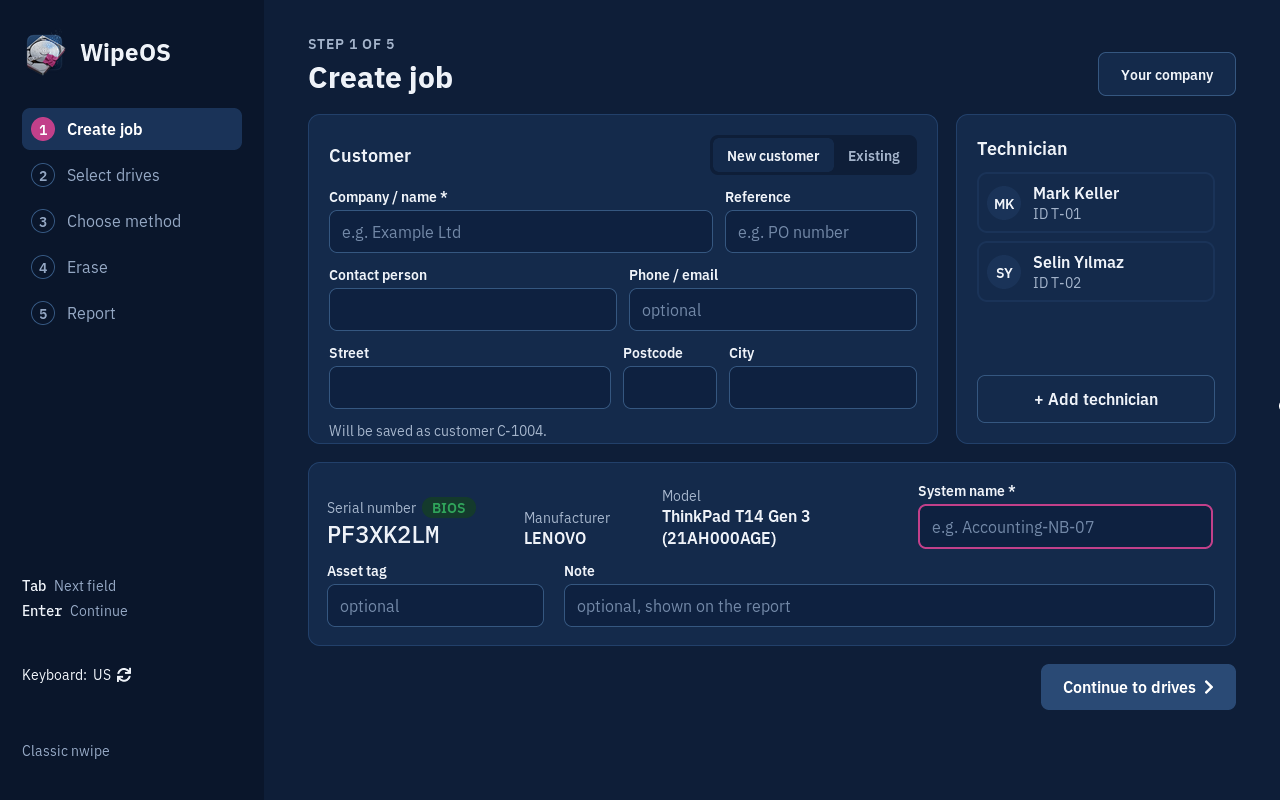 WipeOS
1 Create job
2 Select drives
3 Choose method
4 Erase
5 Report
Tab Next field
Enter Continue
Keyboard: US
Classic nwipe
STEP 1 OF 5
Create job
Your company
Customer
New customer Existing
Company / name * Reference
e.g. Example Ltd e.g. PO number
Contact person Phone / email
optional
Street Postcode City
Will be saved as customer C-1004.
Technician
MK Mark Keller
ID T-01
SY Selin Yılmaz
ID T-02
+ Add technician
Serial number BIOS
PF3XK2LM
Manufacturer
LENOVO
Model
ThinkPad T14 Gen 3
(21AH000AGE)
System name *
e.g. Accounting-NB-07
Asset tag Note
optional optional, shown on the report
Continue to drives